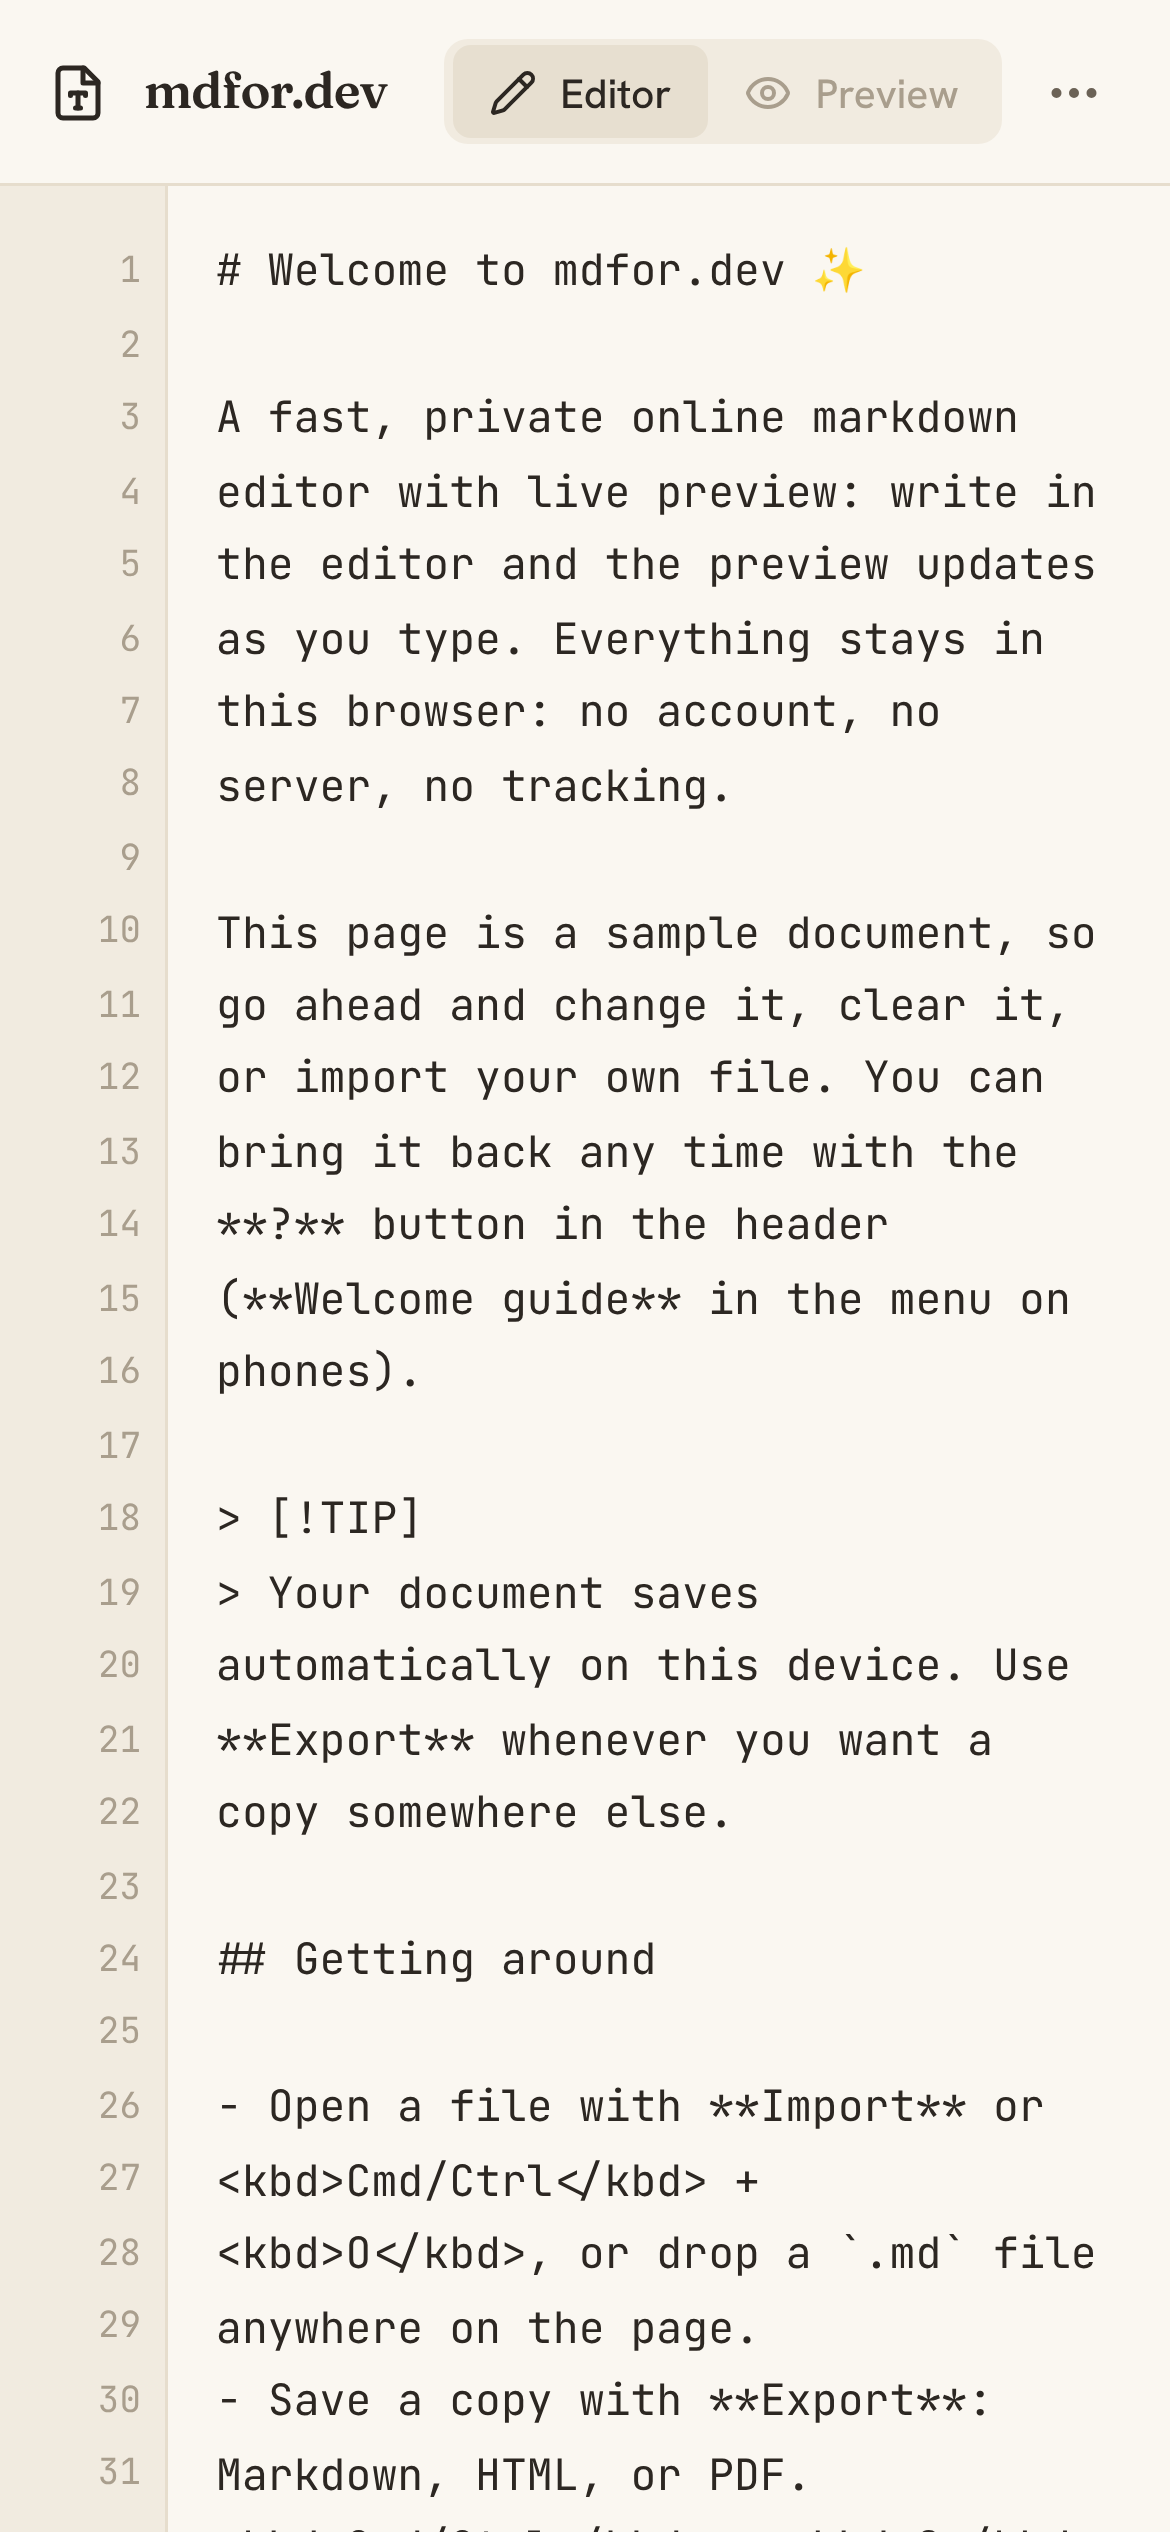 mdfor.dev
Editor
Preview
1 # Welcome to mdfor.dev ✨
2
3 A fast, private online markdown
4 editor with live preview: write in
5 the editor and the preview updates
6 as you type. Everything stays in
7 this browser: no account, no
8 server, no tracking.
9
10 This page is a sample document, so
11 go ahead and change it, clear it,
12 or import your own file. You can
13 bring it back any time with the
14 **?** button in the header
15 (**Welcome guide** in the menu on
16 phones).
17
18 > [!TIP]
19 > Your document saves
20 automatically on this device. Use
21 **Export** whenever you want a
22 copy somewhere else.
23
24 ## Getting around
25
26 - Open a file with **Import** or
27 <kbd>Cmd/Ctrl</kbd> +
28 <kbd>O</kbd>, or drop a `.md` file
29 anywhere on the page.
30 - Save a copy with **Export**:
31 Markdown, HTML, or PDF.